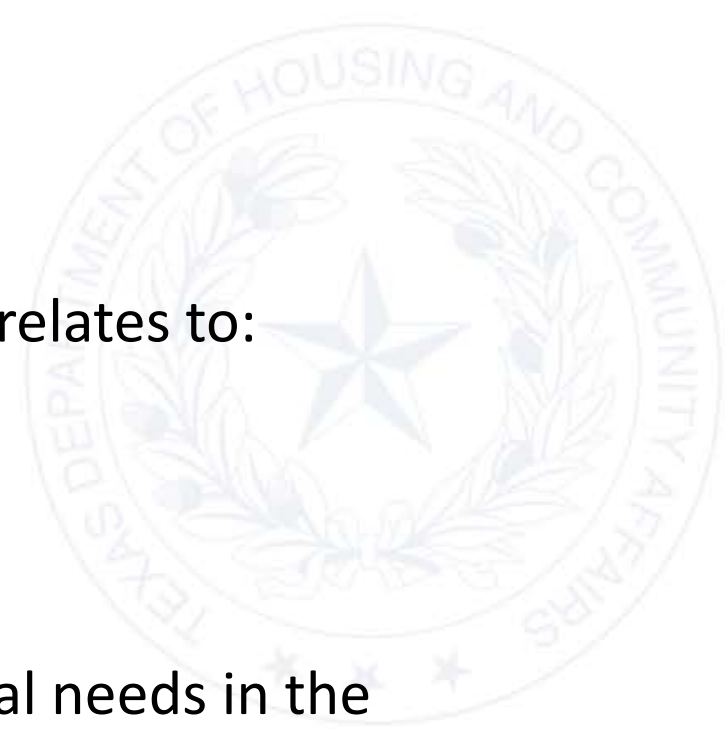 TEXAS DEPARTMENT OF HOUSING AND COMMUNITY AFFAIRS
relates to:
al needs in the